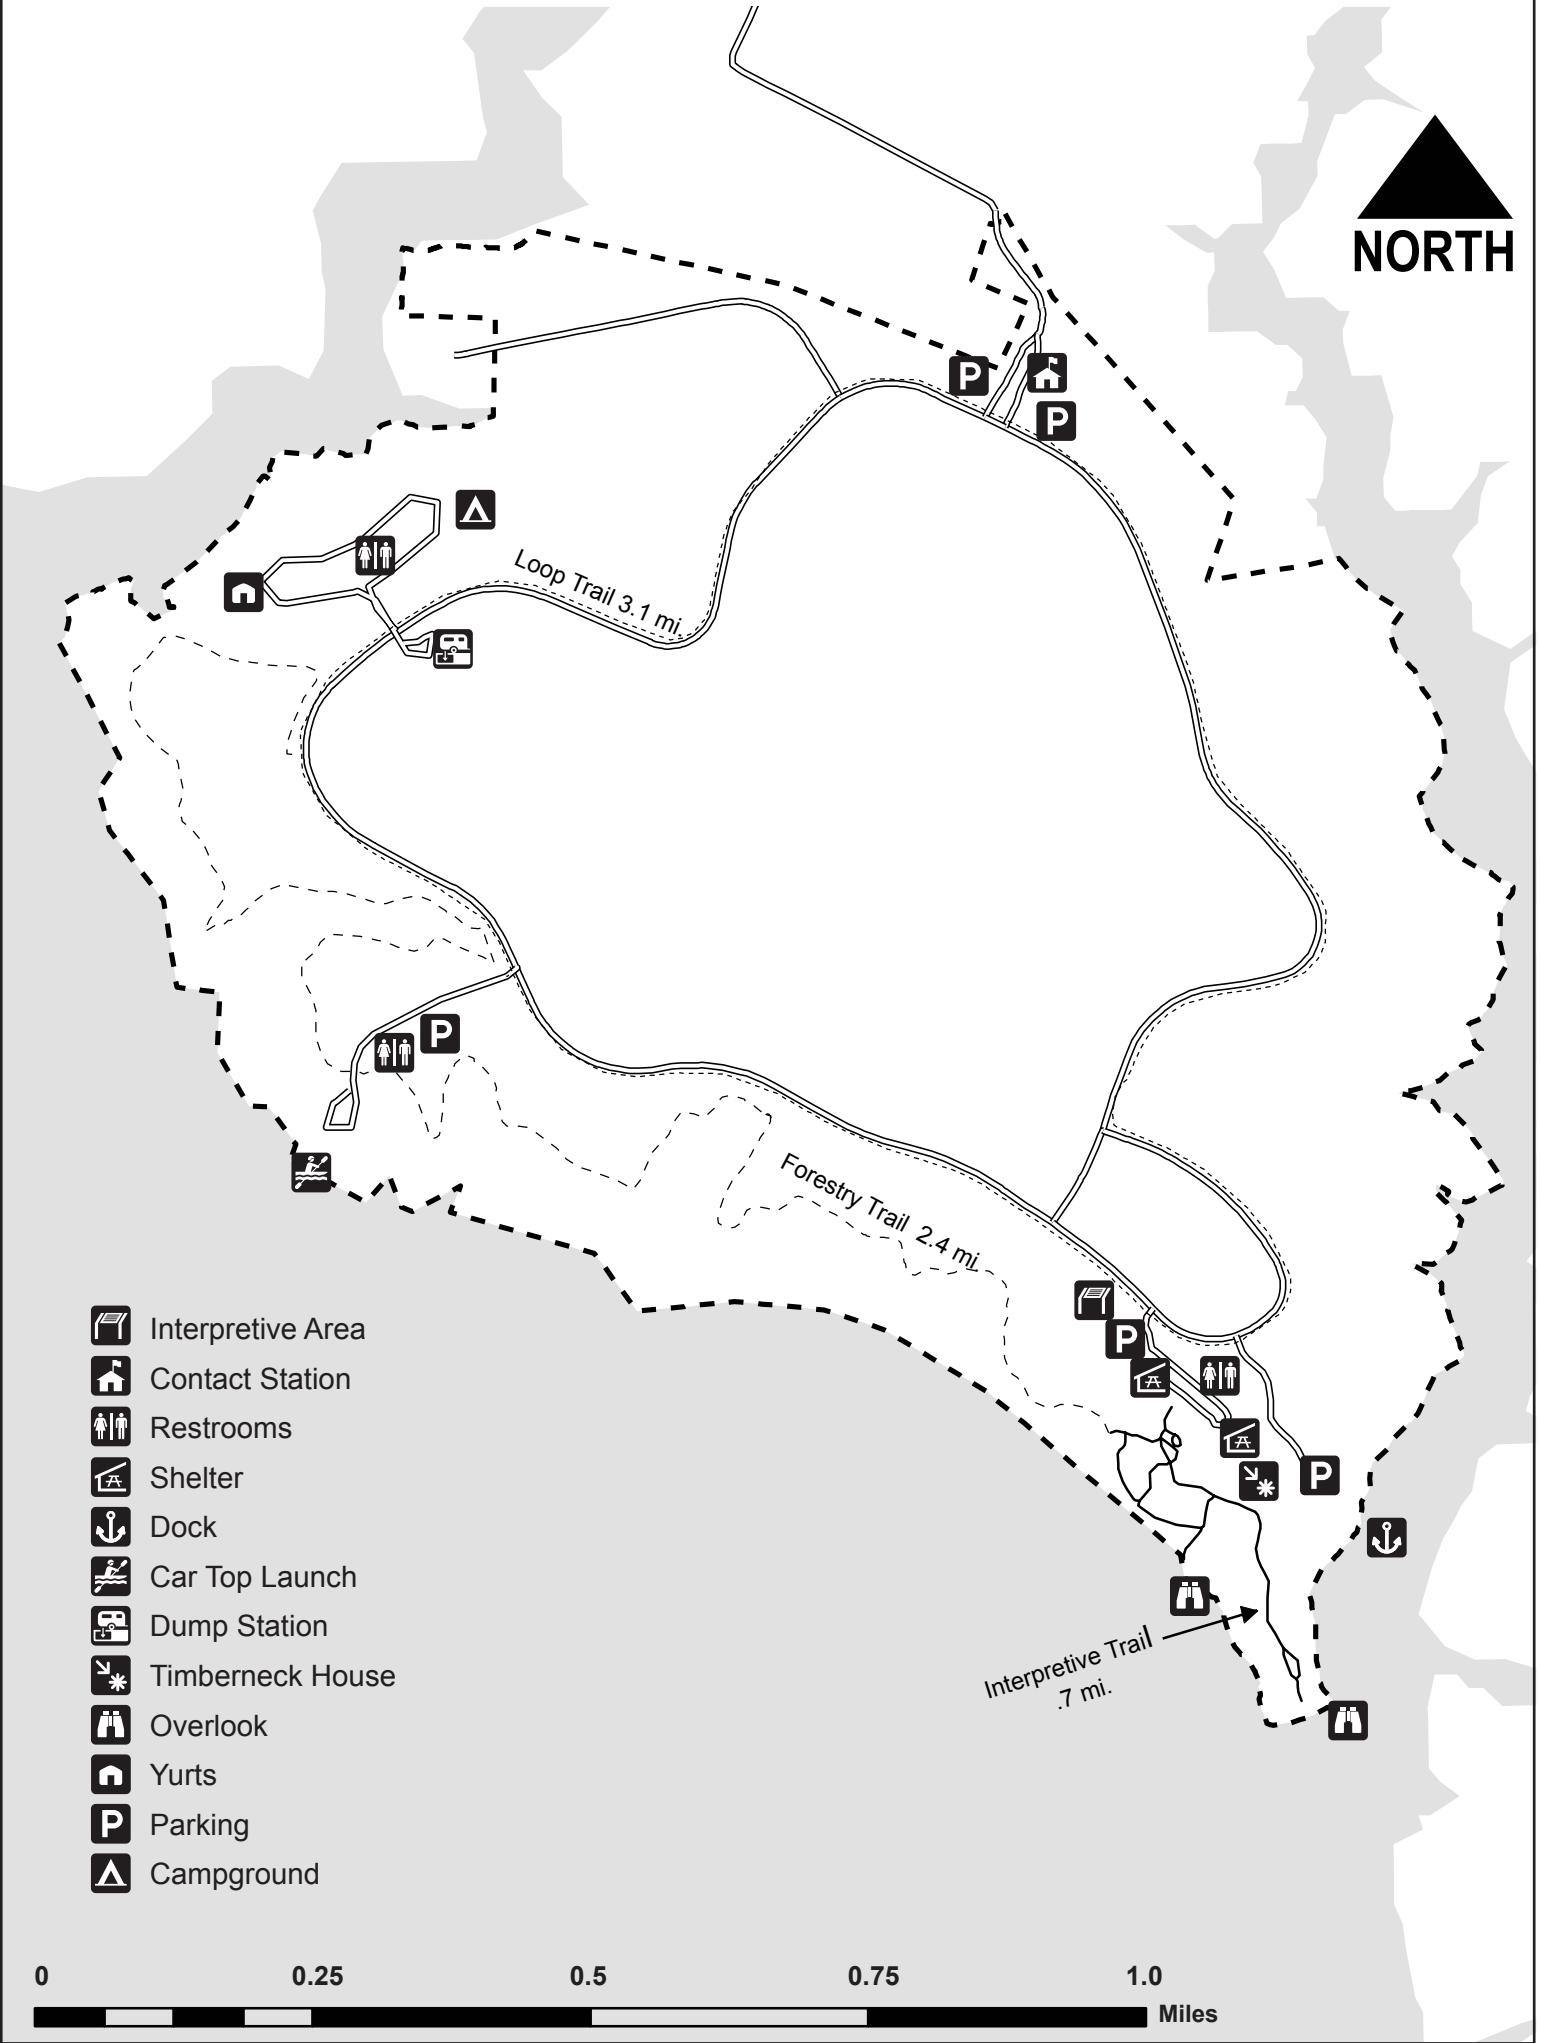 NORTH
P
P
Loop Trail 3.1 mi.
P
Forestry Trail 2.4 mi.
P
P
Interpretive Trail
.7 mi.
Interpretive Area
Contact Station
Restrooms
Shelter
Dock
Car Top Launch
Dump Station
Timberneck House
Overlook
Yurts
P Parking
Campground
0 0.25 0.5 0.75 1.0
Miles